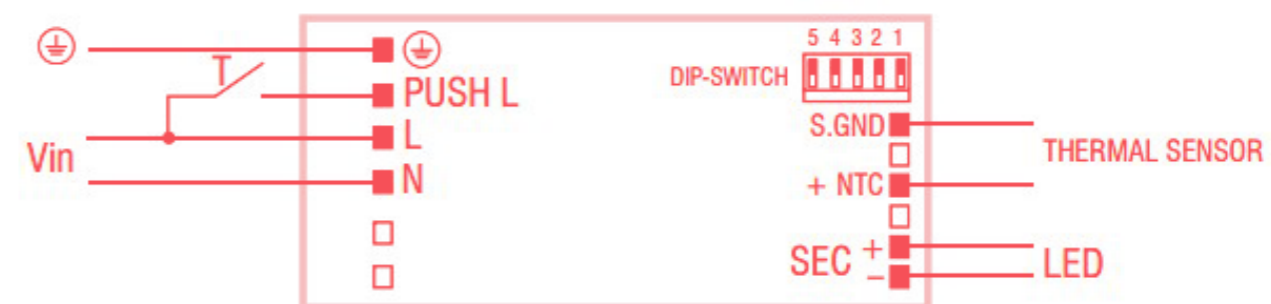 5 4 3 2 1
DIP-SWITCH
T
PUSH L
L
N
Vin
S.GND
+ NTC
THERMAL SENSOR
SEC +
−
LED